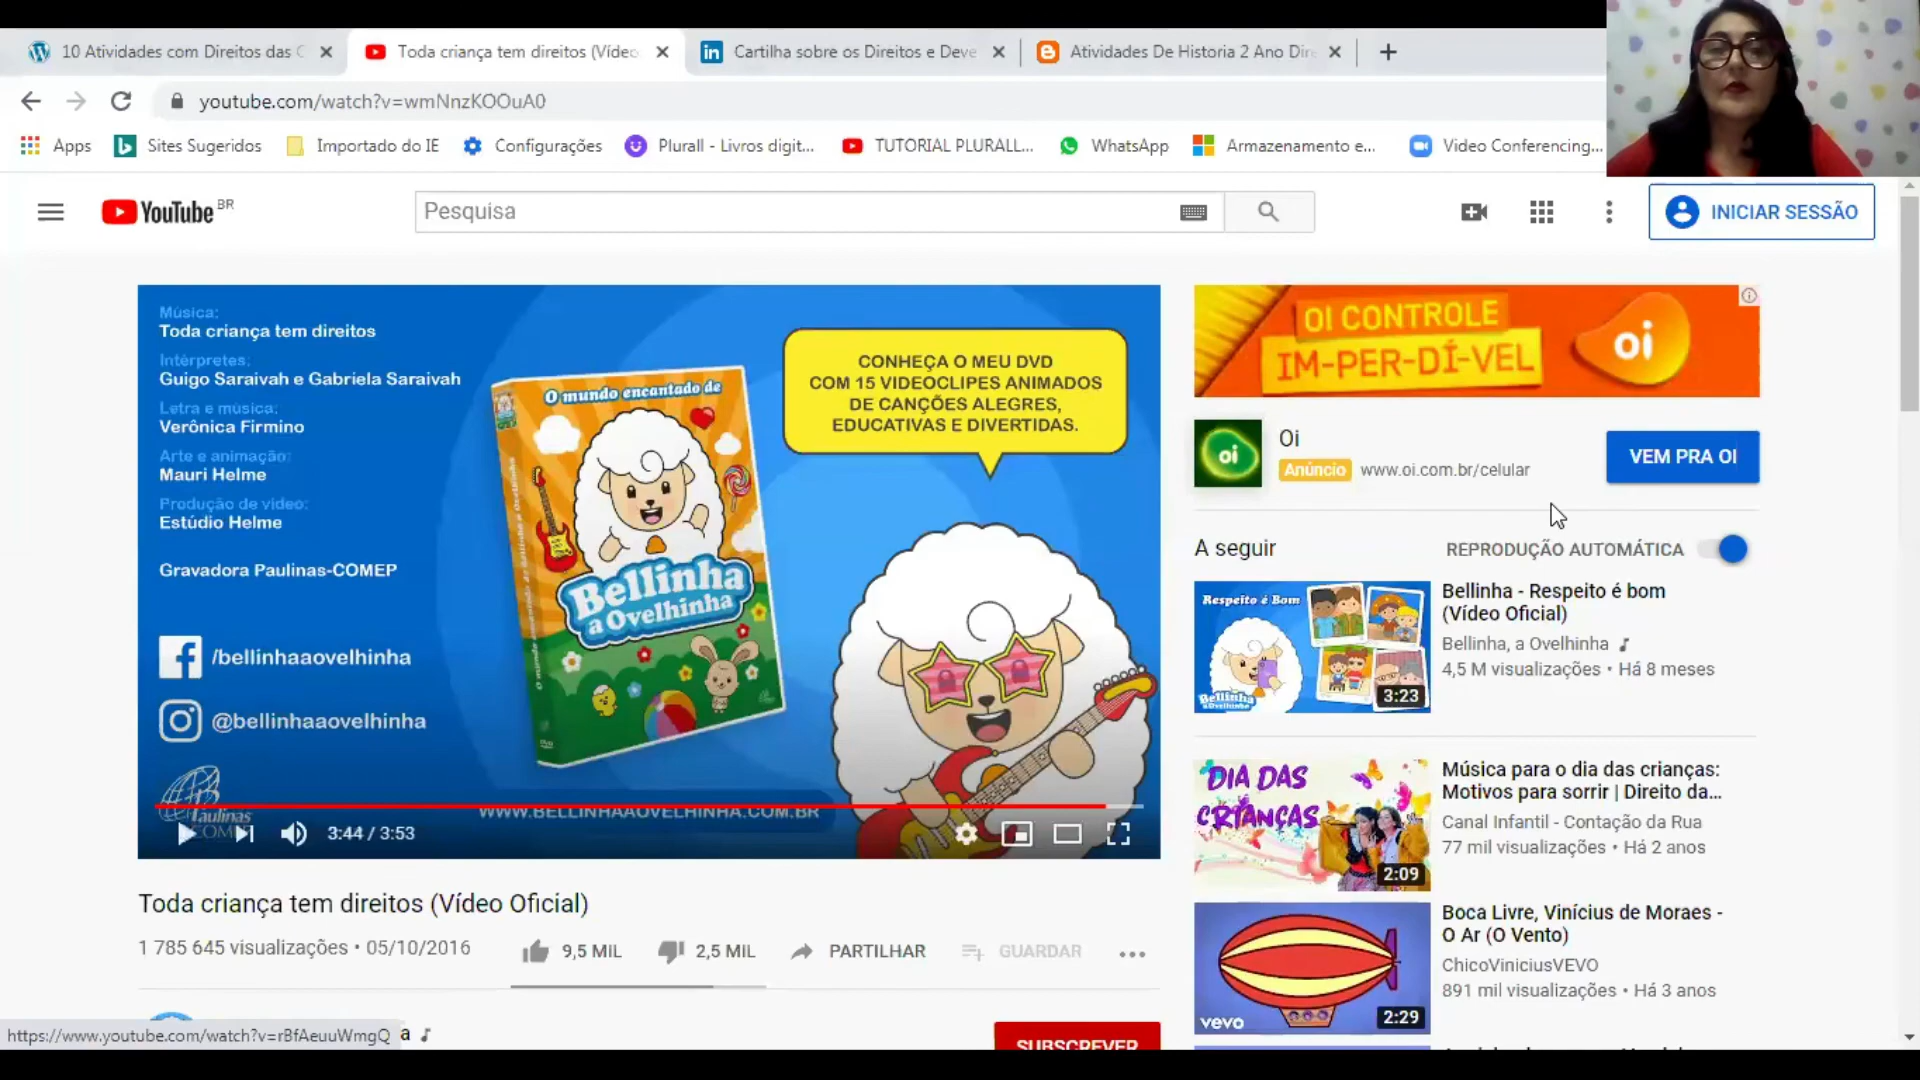 10 Atividades com Direitos das C
Toda criança tem direitos (Vídeo
Cartilha sobre os Direitos e Deve
Atividades De Historia 2 Ano Dire
youtube.com/watch?v=wmNnzKOOuA0
Apps
Sites Sugeridos
Importado do IE
Configurações
Plurall - Livros digit...
TUTORIAL PLURALL...
WhatsApp
Armazenamento e...
Video Conferencing...
YouTube BR
Pesquisa
INICIAR SESSÃO
Música:
Toda criança tem direitos
Intérpretes:
Guigo Saraivah e Gabriela Saraivah
Letra e música:
Verônica Firmino
Arte e animação:
Mauri Helme
Produção de vídeo:
Estúdio Helme
Gravadora Paulinas-COMEP
/bellinhaaovelhinha
@bellinhaaovelhinha
Paulinas
COMEP
O mundo encantado de
Bellinha
a Ovelhinha
CONHEÇA O MEU DVD
COM 15 VIDEOCLIPES ANIMADOS
DE CANÇÕES ALEGRES,
EDUCATIVAS E DIVERTIDAS.
WWW.BELLINHAAOVELHINHA.COM.BR
3:44 / 3:53
Toda criança tem direitos (Vídeo Oficial)
1 785 645 visualizações • 05/10/2016
9,5 MIL
2,5 MIL
PARTILHAR
GUARDAR
SUBSCREVER
https://www.youtube.com/watch?v=rBfAeuuWmgQ
a
OI CONTROLE
IM-PER-DÍ-VEL
oi
oi
Oi
Anúncio www.oi.com.br/celular
VEM PRA OI
A seguir
REPRODUÇÃO AUTOMÁTICA
Respeito é Bom
Bellinha
a Ovelhinha
3:23
Bellinha - Respeito é bom
(Vídeo Oficial)
Bellinha, a Ovelhinha
4,5 M visualizações • Há 8 meses
DIA DAS
CRIANÇAS
2:09
Música para o dia das crianças:
Motivos para sorrir | Direito da...
Canal Infantil - Contação da Rua
77 mil visualizações • Há 2 anos
vevo
2:29
Boca Livre, Vinícius de Moraes -
O Ar (O Vento)
ChicoViniciusVEVO
891 mil visualizações • Há 3 anos